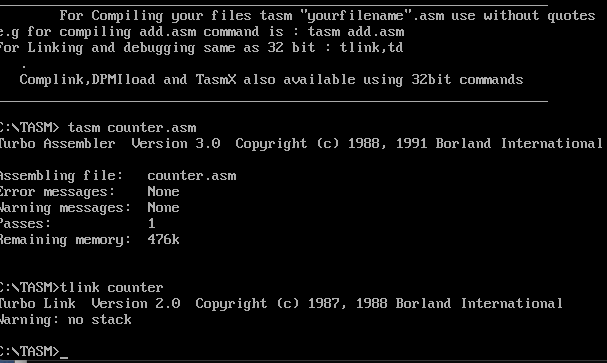 For Compiling your files tasm "yourfilename".asm use without quotes
e.g for compiling add.asm command is : tasm add.asm
For Linking and debugging same as 32 bit : tlink,td
.
Complink,DPMIload and TasmX also available using 32bit commands
C:\TASM> tasm counter.asm
Turbo Assembler Version 3.0 Copyright (c) 1988, 1991 Borland International
Assembling file: counter.asm
Error messages: None
Warning messages: None
Passes: 1
Remaining memory: 476k
C:\TASM>tlink counter
Turbo Link Version 2.0 Copyright (c) 1987, 1988 Borland International
Warning: no stack
C:\TASM>_